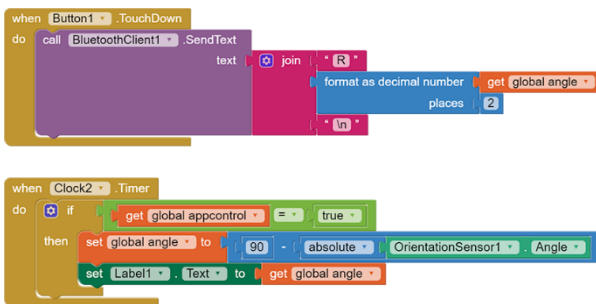 when Button1 .TouchDown
do call BluetoothClient1 .SendText
text join " R "
format as decimal number get global angle
places 2
" \n "
when Clock2 .Timer
do if get global appcontrol = true
then set global angle to 90 - absolute OrientationSensor1 . Angle
set Label1 . Text to get global angle